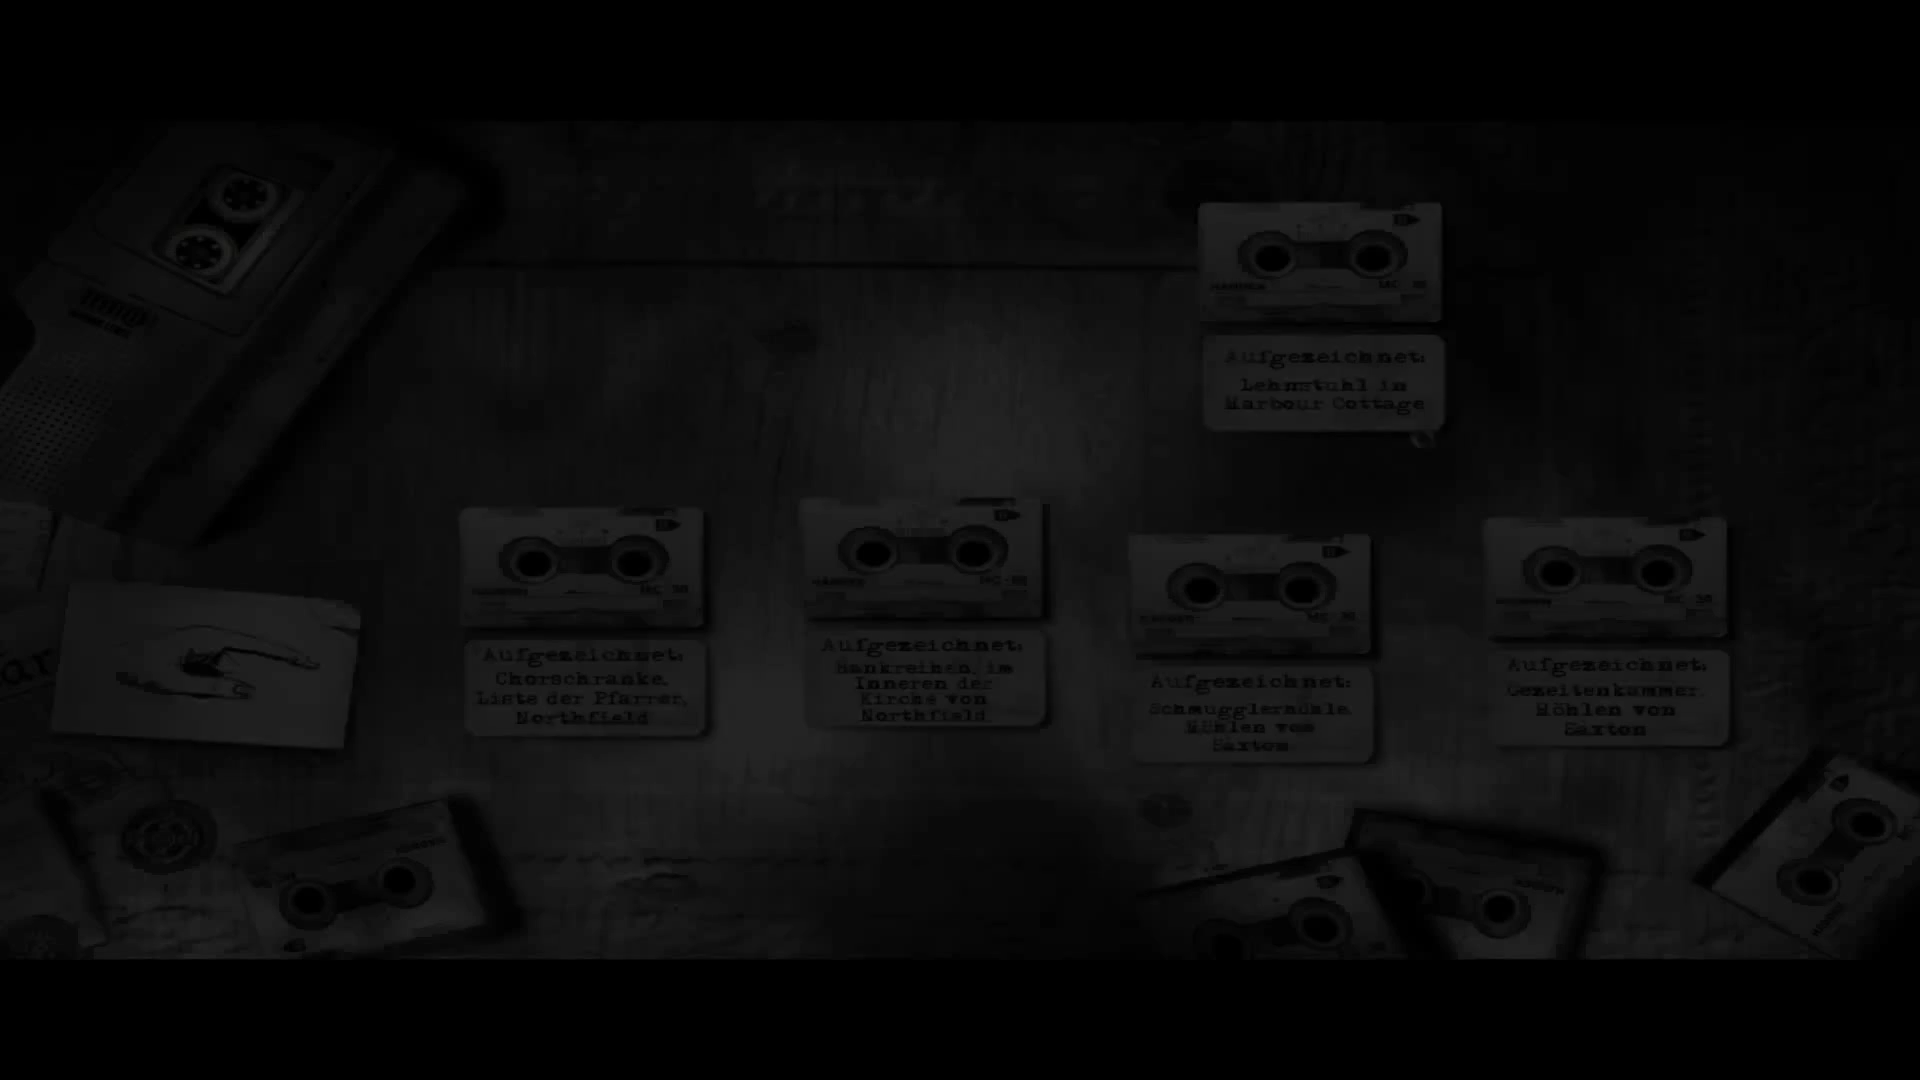 Aufgezeichnet:
Lehnstuhl in
Harbour Cottage
Aufgezeichnet:
Chorschranke,
Liste der Pfarrer,
Northfield
Aufgezeichnet:
Bankreihen, im
Inneren der
Kirche von
Northfield
Aufgezeichnet:
Schmugglerhöhle,
Höhlen von
Saxton
Aufgezeichnet:
Gezeitenkammer,
Höhlen von
Saxton